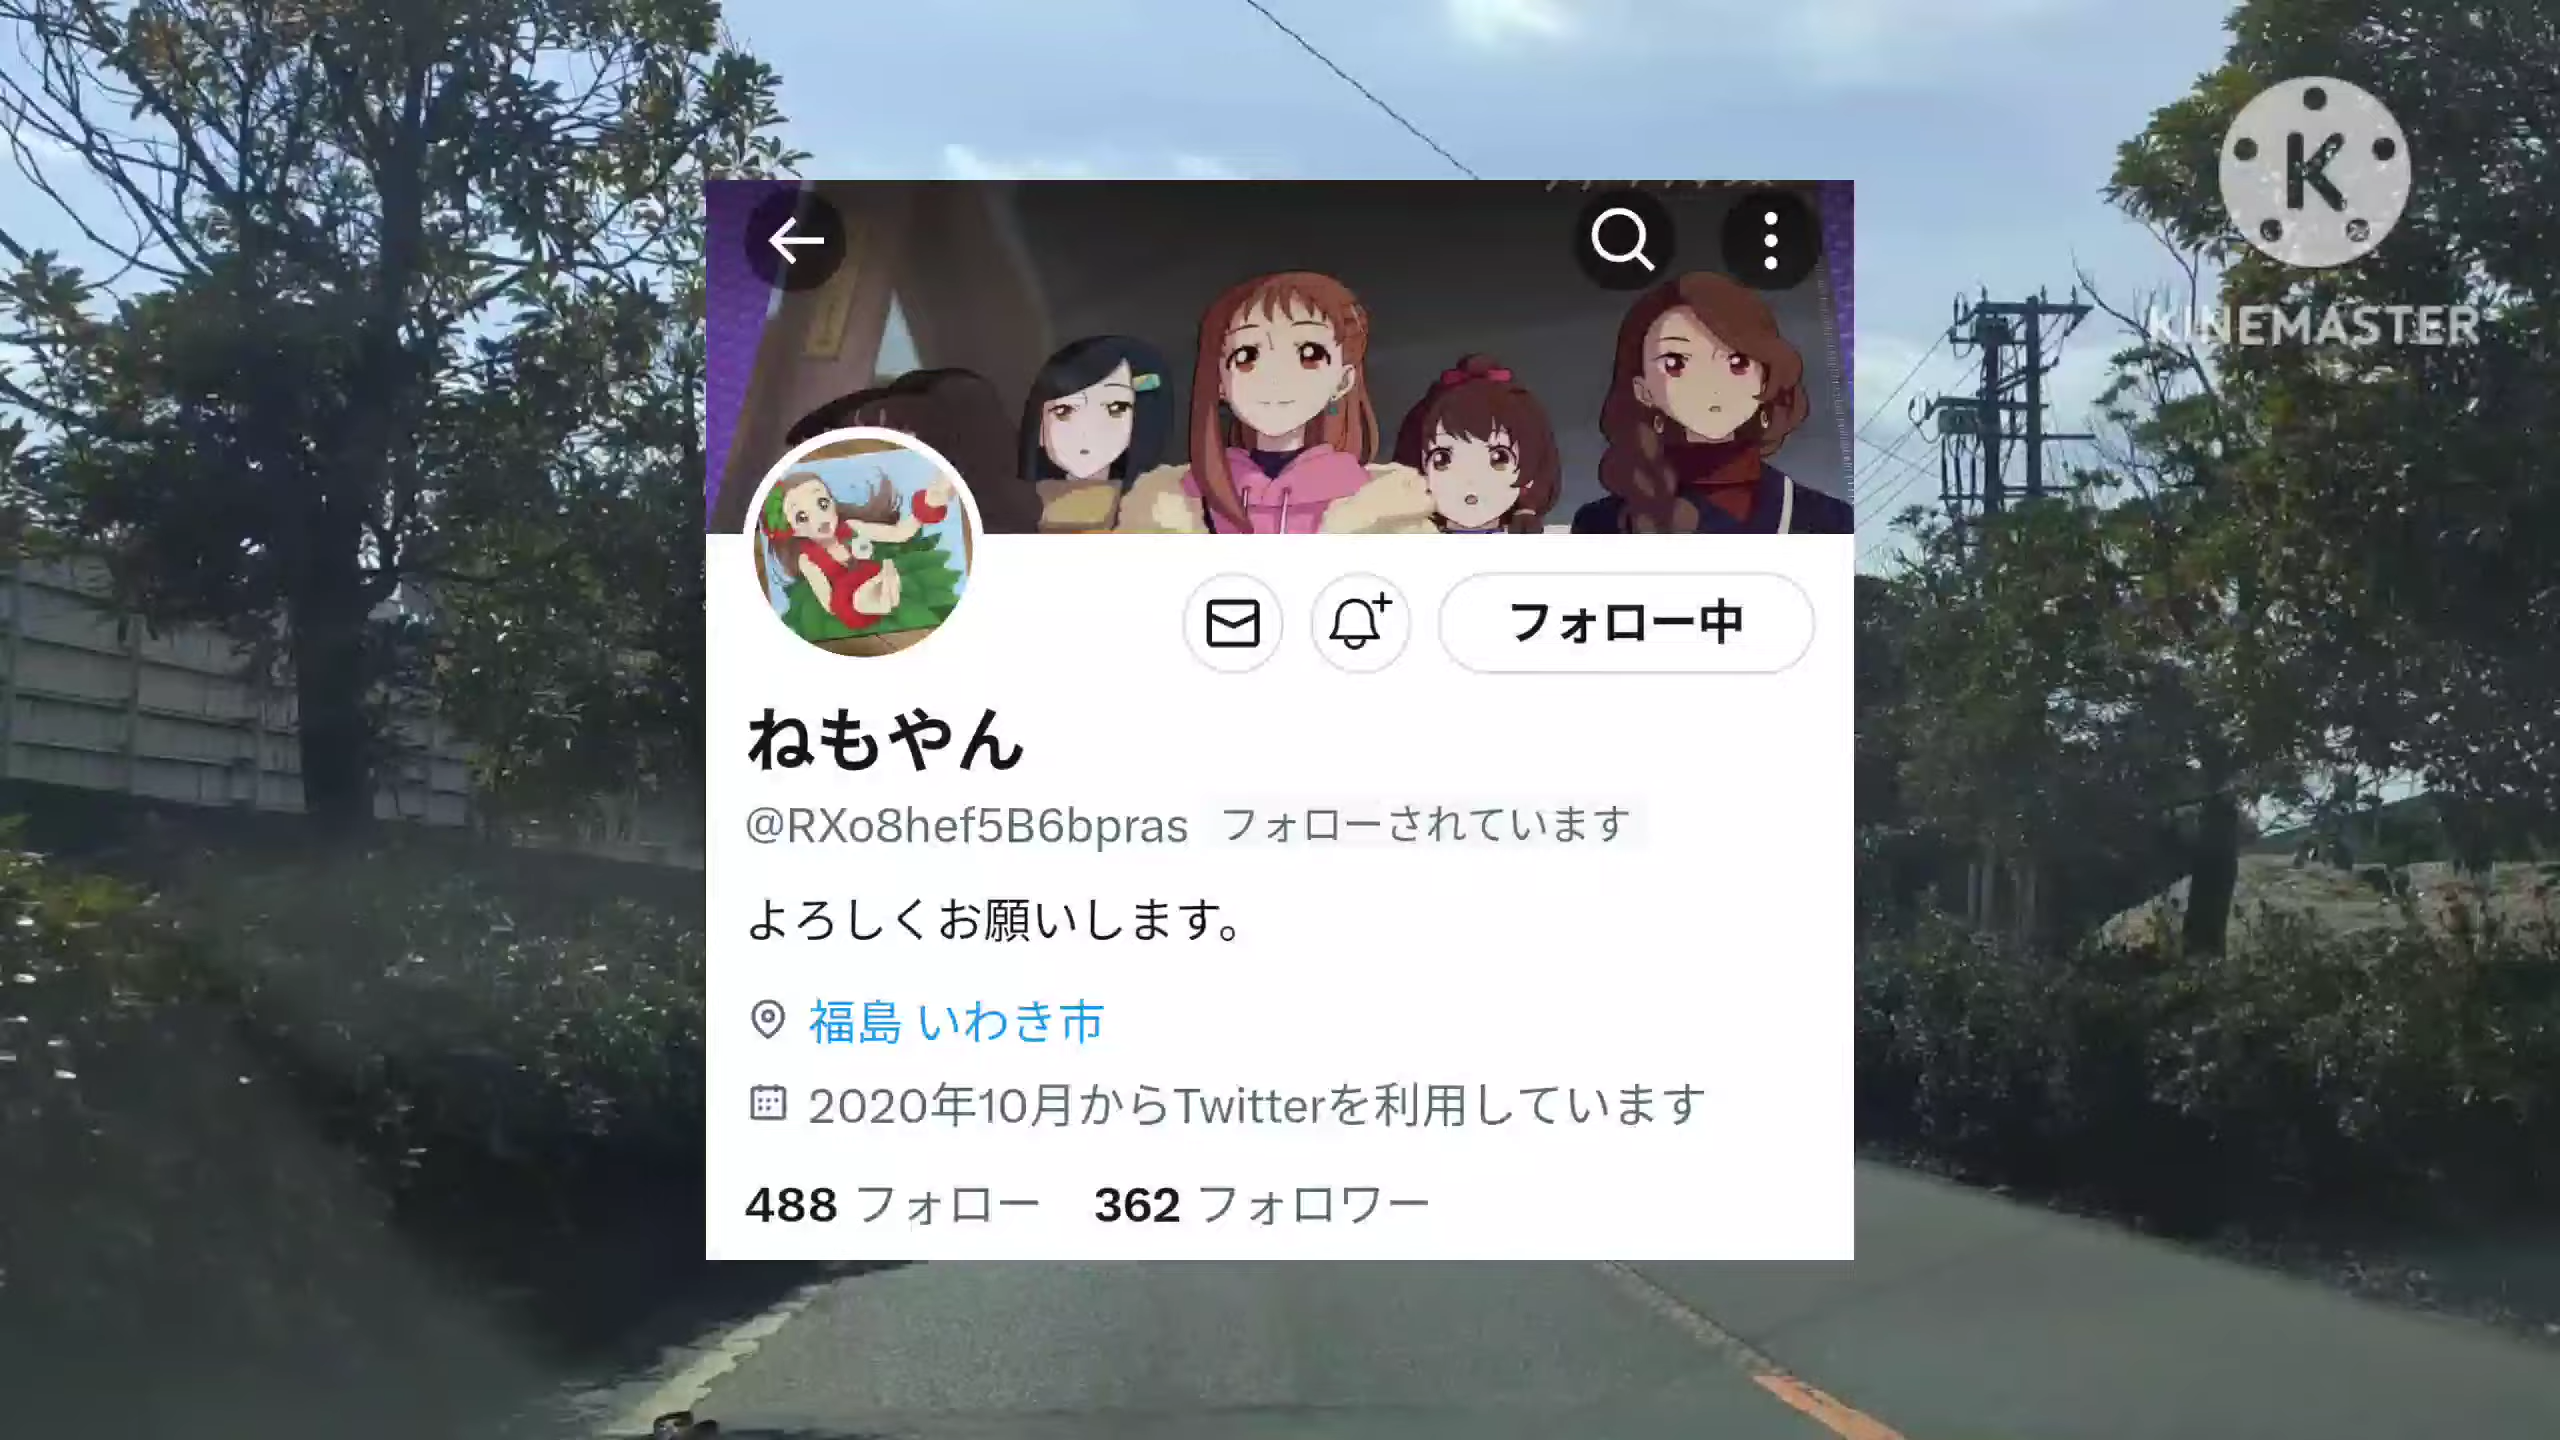 K
KINEMASTER
フォロー中
ねもやん
@RXo8hef5B6bpras フォローされています
よろしくお願いします。
福島 いわき市
2020年10月からTwitterを利用しています
488 フォロー 362 フォロワー